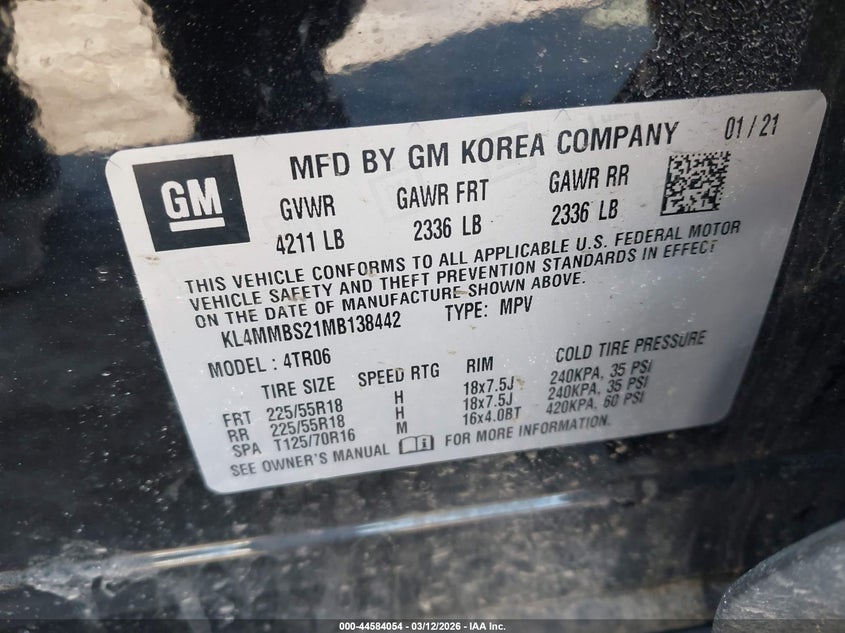 GM
MFD BY GM KOREA COMPANY 01 / 21
GVWR GAWR FRT GAWR RR
4211 LB 2336 LB 2336 LB
THIS VEHICLE CONFORMS TO ALL APPLICABLE U.S. FEDERAL MOTOR
VEHICLE SAFETY AND THEFT PREVENTION STANDARDS IN EFFECT
ON THE DATE OF MANUFACTURE SHOWN ABOVE.
KL4MMBS21MB138442 TYPE: MPV
MODEL : 4TR06
TIRE SIZE SPEED RTG RIM COLD TIRE PRESSURE
FRT 225/55R18 H 18x7.5J 240KPA, 35 PSI
RR 225/55R18 H 18x7.5J 240KPA, 35 PSI
SPA T125/70R16 M 16x4.0BT 420KPA, 60 PSI
SEE OWNER'S MANUAL FOR MORE INFORMATION.
000-44584054 - 03/12/2026 - IAA Inc.